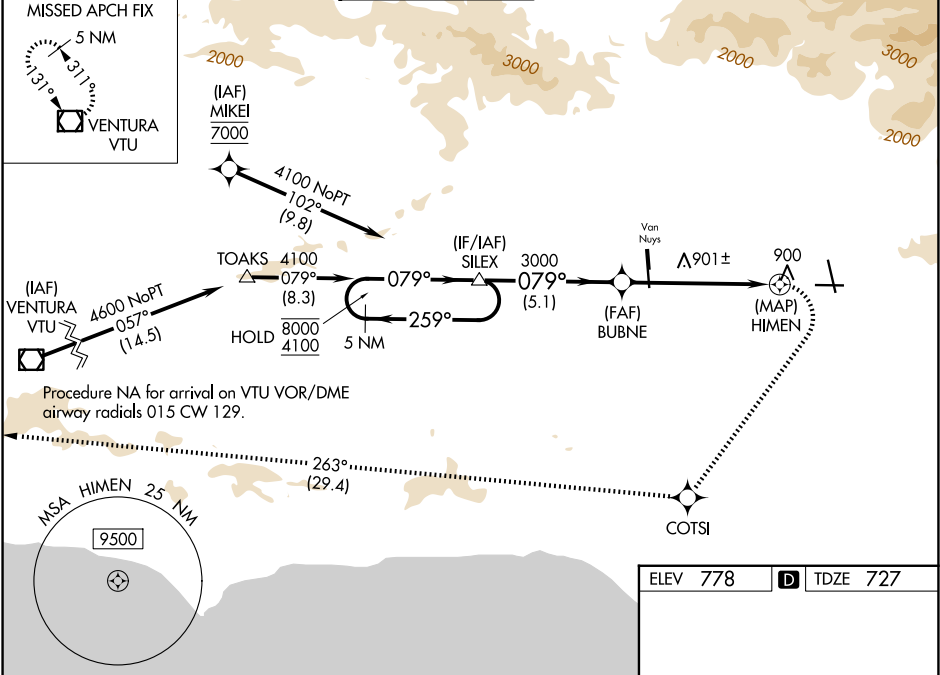 MISSED APCH FIX
5 NM
311°
131°
VENTURA
VTU
2000
3000
2000
3000
2000
(IAF)
MIKEI
7000
4100 NoPT
102°
(9.8)
(IAF)
VENTURA
VTU
4600 NoPT
057°
(14.5)
TOAKS
4100
079°
(8.3)
HOLD
8000
4100
079°
259°
5 NM
(IF/IAF)
SILEX
3000
079°
(5.1)
(FAF)
BUBNE
Van
Nuys
901±
900
(MAP)
HIMEN
Procedure NA for arrival on VTU VOR/DME
airway radials 015 CW 129.
263°
(29.4)
COTSI
MSA HIMEN 25 NM
9500
ELEV 778
D
TDZE 727